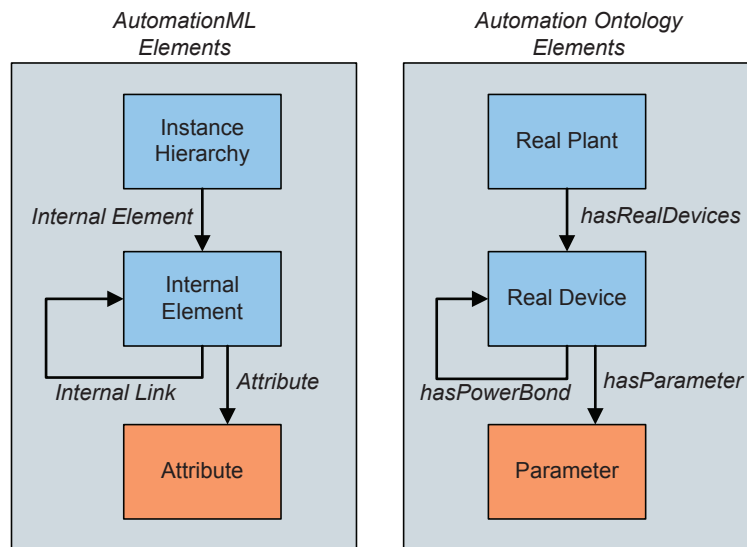 AutomationML
Elements
Instance
Hierarchy
Internal Element
Internal
Element
Internal Link
Attribute
Attribute
Automation Ontology
Elements
Real Plant
hasRealDevices
Real Device
hasPowerBond
hasParameter
Parameter